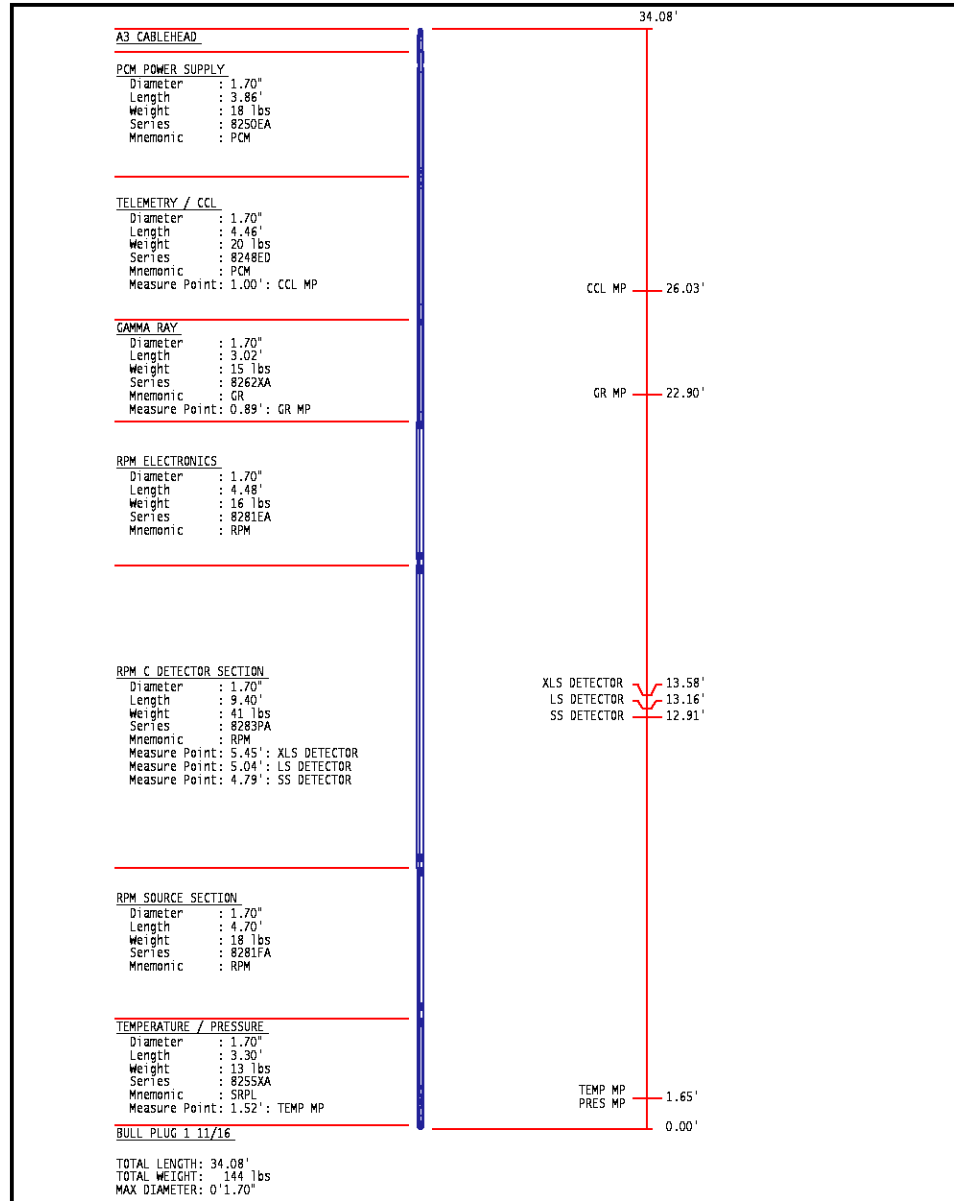 34.08'
A3 CABLEHEAD
PCM POWER SUPPLY
Diameter : 1.70"
Length : 3.86'
Weight : 18 lbs
Series : 8250EA
Mnemonic : PCM
TELEMETRY / CCL
Diameter : 1.70"
Length : 4.46'
Weight : 20 lbs
Series : 8248ED
Mnemonic : PCM
Measure Point: 1.00': CCL MP
CCL MP 26.03'
GAMMA RAY
Diameter : 1.70"
Length : 3.02'
Weight : 15 lbs
Series : 8262XA
Mnemonic : GR
Measure Point: 0.89': GR MP
GR MP 22.90'
RPM ELECTRONICS
Diameter : 1.70"
Length : 4.48'
Weight : 16 lbs
Series : 8281EA
Mnemonic : RPM
RPM C DETECTOR SECTION
Diameter : 1.70"
Length : 9.40'
Weight : 41 lbs
Series : 8283PA
Mnemonic : RPM
Measure Point: 5.45': XLS DETECTOR
Measure Point: 5.04': LS DETECTOR
Measure Point: 4.79': SS DETECTOR
XLS DETECTOR 13.58'
LS DETECTOR 13.16'
SS DETECTOR 12.91'
RPM SOURCE SECTION
Diameter : 1.70"
Length : 4.70'
Weight : 18 lbs
Series : 8281FA
Mnemonic : RPM
TEMPERATURE / PRESSURE
Diameter : 1.70"
Length : 3.30'
Weight : 13 lbs
Series : 8255XA
Mnemonic : SRPL
Measure Point: 1.52': TEMP MP
TEMP MP
PRES MP 1.65'
0.00'
BULL PLUG 1 11/16
TOTAL LENGTH: 34.08'
TOTAL WEIGHT: 144 lbs
MAX DIAMETER: 0'1.70"